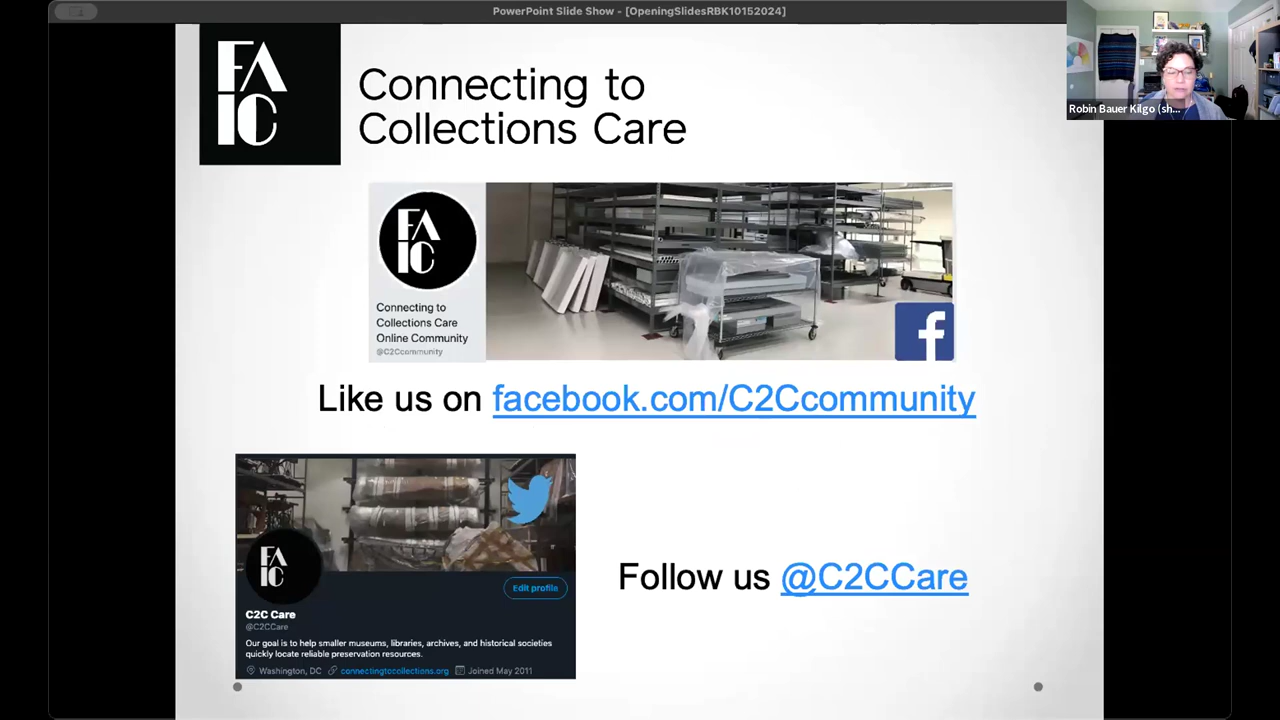 PowerPoint Slide Show - [OpeningSlidesRBK10152024]
Robin Bauer Kilgo (sh...
FA
IC
Connecting to
Collections Care
FA
IC
Connecting to
Collections Care
Online Community
@C2Ccommunity
f
Like us on facebook.com/C2Ccommunity
FA
IC
Edit profile
C2C Care
@C2CCare
Our goal is to help smaller museums, libraries, archives, and historical societies
quickly locate reliable preservation resources.
Washington, DC connectingtocollections.org Joined May 2011
Follow us @C2CCare